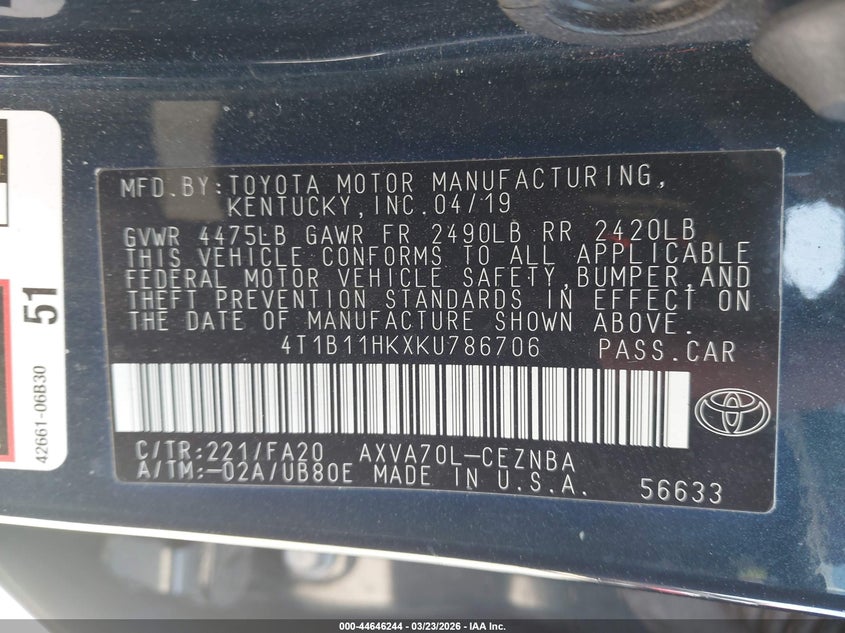 MFD.BY:TOYOTA MOTOR MANUFACTURING,
KENTUCKY,INC.04/19
GVWR 4475LB GAWR FR 2490LB RR 2420LB
THIS VEHICLE CONFORMS TO ALL APPLICABLE
FEDERAL MOTOR VEHICLE SAFETY,BUMPER,AND
THEFT PREVENTION STANDARDS IN EFFECT ON
THE DATE OF MANUFACTURE SHOWN ABOVE.
4T1B11HKXKU786706 PASS.CAR
C/TR:221/FA20 AXVA70L-CEZNBA
A/TM:-02A/UB80E MADE IN U.S.A. 56633
51
42661-06B30
000-44646244 | 03/23/2026 - IAA Inc.